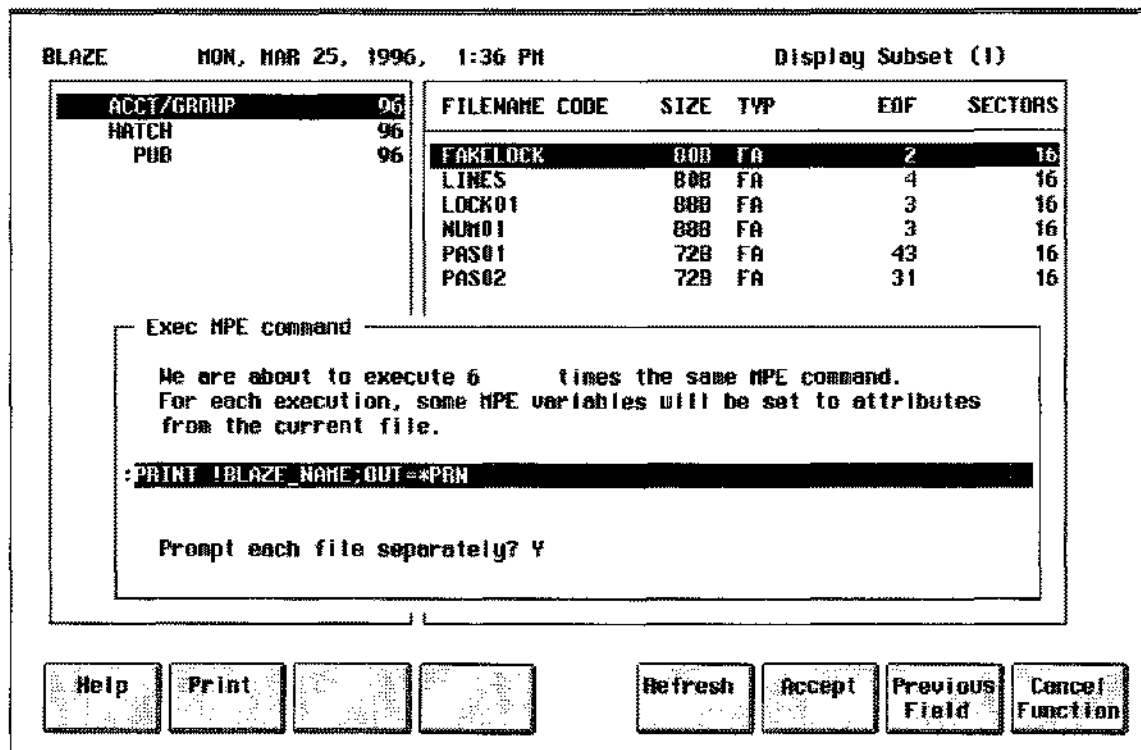 BLAZE MON, MAR 25, 1996, 1:36 PM Display Subset (1)
ACCT/GROUP 96
HATCH 96
PUB 96
FILENAME CODE SIZE TYP EOF SECTORS
FAKELOCK 80B FA 2 16
LINES 80B FA 4 16
LOCK01 88B FA 3 16
NUM01 88B FA 3 16
PAS01 72B FA 43 16
PAS02 72B FA 31 16
Exec MPE command
We are about to execute 6 times the same MPE command.
For each execution, some MPE variables will be set to attributes
from the current file.
:PRINT !BLAZE_NAME;OUT=*PRN
Prompt each file separately? Y
Help Print Refresh Accept Previous Field Cancel Function